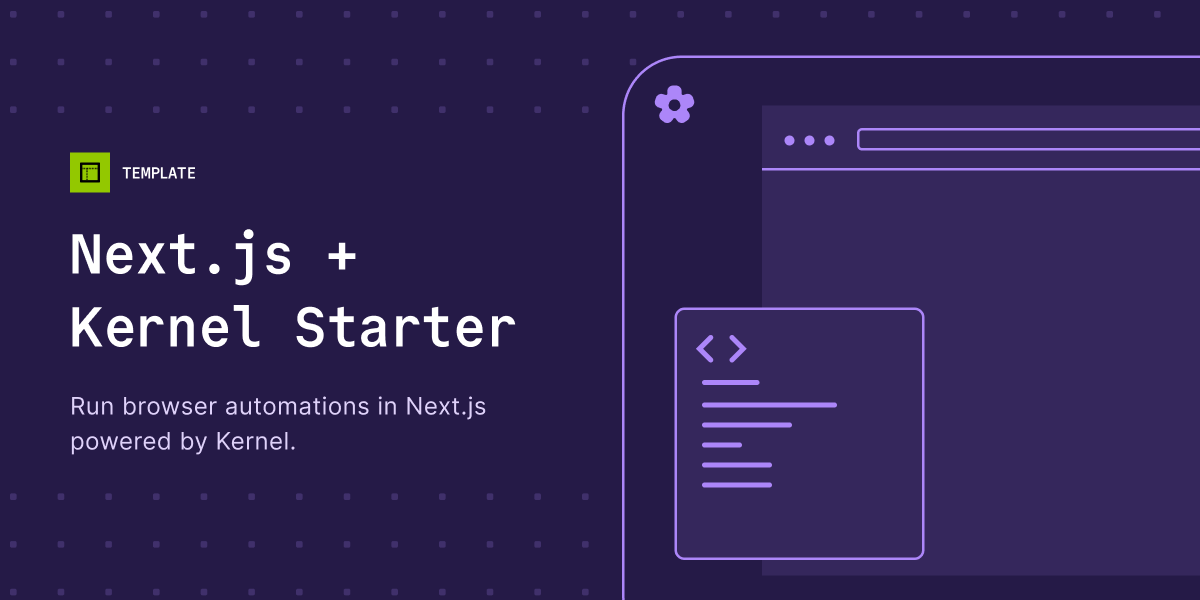 TEMPLATE
Next.js +
Kernel Starter
Run browser automations in Next.js
powered by Kernel.